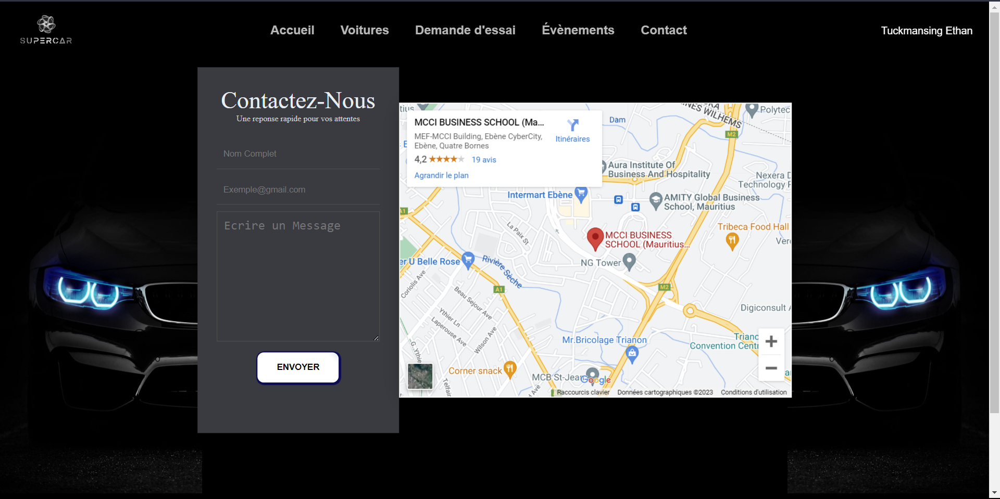 SUPERCAR
Accueil
Voitures
Demande d'essai
Évènements
Contact
Tuckmansing Ethan
Contactez-Nous
Une reponse rapide pour vos attentes
Nom Complet
Exemple@gmail.com
Ecrire un Message
ENVOYER
MCCI BUSINESS SCHOOL (Ma...
MEF-MCCI Building, Ebène CyberCity,
Ebène, Quatre Bornes
4,2
19 avis
Agrandir le plan
Itinéraires
Dam
NES WILHEMS
Polytec
M2
Aura Institute Of
Business And Hospitality
Nexera D
Technology P
Intermart Ebène
AMITY Global Business
School, Mauritius
A1
La Paix St
Tribeca Food Hall
MCCI BUSINESS
SCHOOL (Mauritius...
Ver
er U Belle Rose
Rivière Sèche
NG Tower
Coriolis Ave
A1
M2
Beau Sejour Ave
Digiconsult
Ythier Ln
Laperouse Ave
Wilson Ave
G. Ythier
Mr.Bricolage Trianon
Triano
Convention Centr
Corner snack
MCB St-Jean
Telfair
d Ave
Google
Raccourcis clavier
Données cartographiques ©2023
Conditions d'utilisation